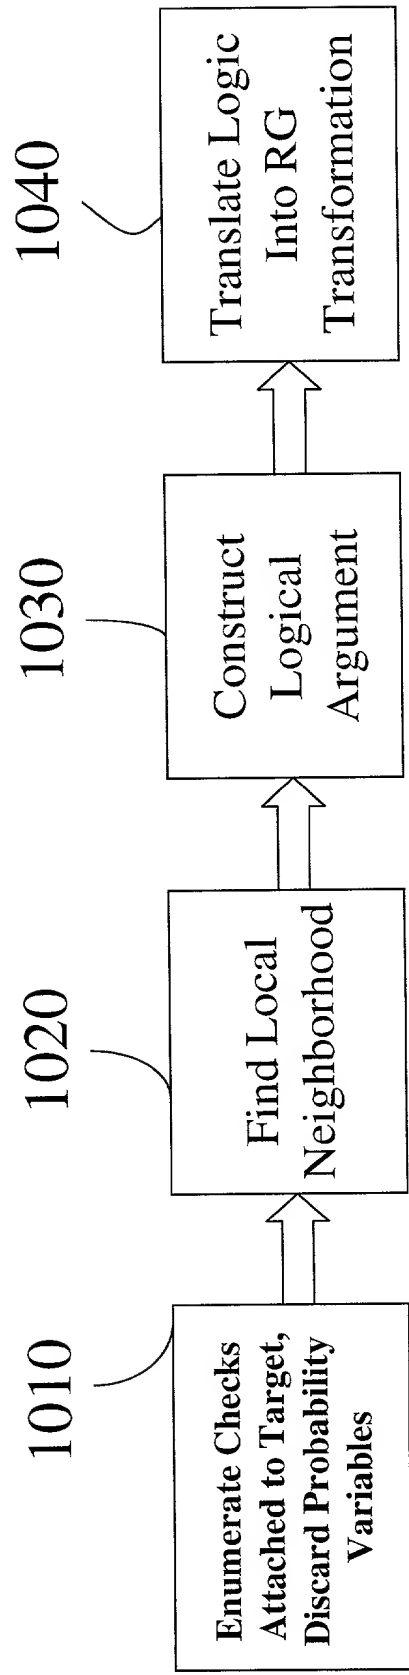 1010
Enumerate Checks
Attached to Target,
Discard Probability
Variables
1020
Find Local
Neighborhood
1030
Construct
Logical
Argument
1040
Translate Logic
Into RG
Transformation